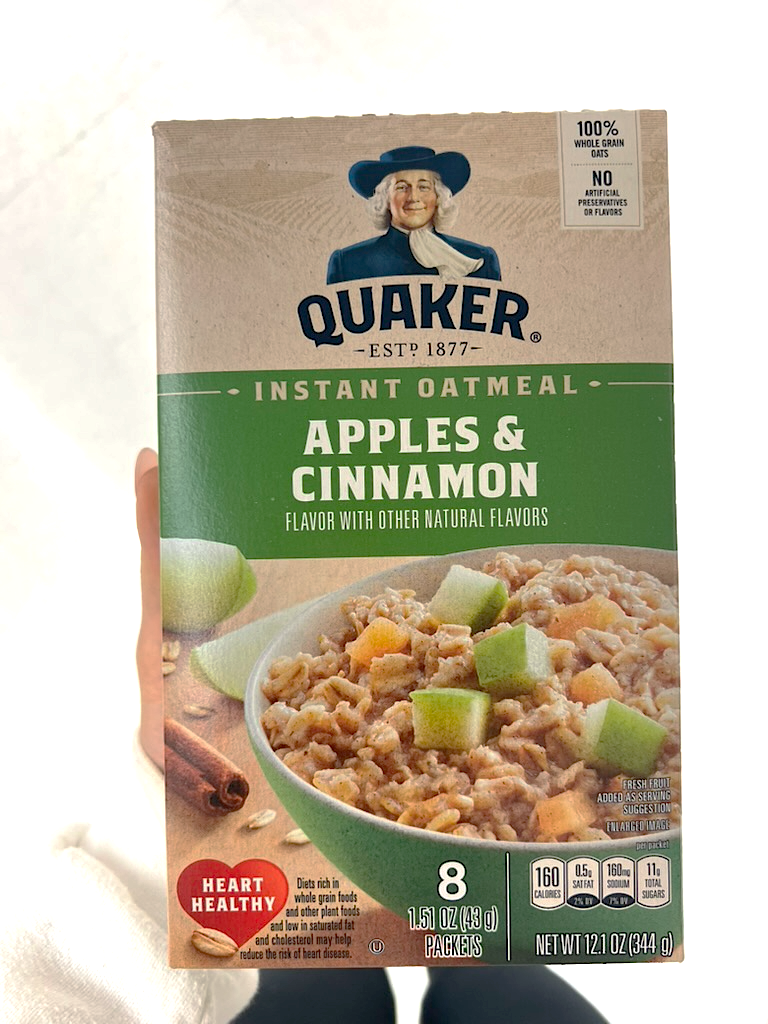 100%
WHOLE GRAIN
OATS
NO
ARTIFICIAL
PRESERVATIVES
OR FLAVORS
QUAKER®
ESTD 1877
INSTANT OATMEAL
APPLES &
CINNAMON
FLAVOR WITH OTHER NATURAL FLAVORS
FRESH FRUIT
ADDED AS SERVING
SUGGESTION
ENLARGED IMAGE
HEART
HEALTHY
Diets rich in
whole grain foods
and other plant foods
and low in saturated fat
and cholesterol may help
reduce the risk of heart disease.
U
8
1.51 OZ (43 g)
PACKETS
per packet
160
CALORIES
0.5g
SAT FAT
2% DV
160mg
SODIUM
7% DV
11g
TOTAL
SUGARS
NET WT 12.1 OZ (344 g)